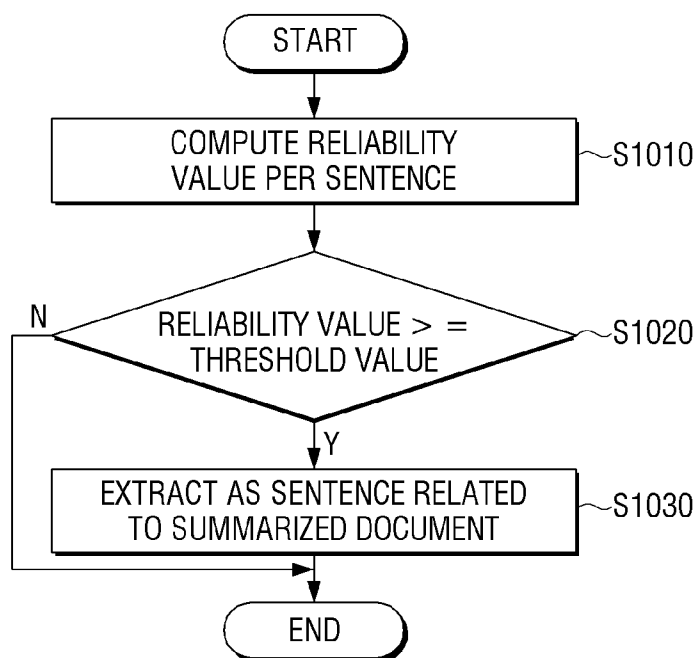 START
COMPUTE RELIABILITY
VALUE PER SENTENCE
S1010
N
RELIABILITY VALUE > =
THRESHOLD VALUE
S1020
Y
EXTRACT AS SENTENCE RELATED
TO SUMMARIZED DOCUMENT
S1030
END